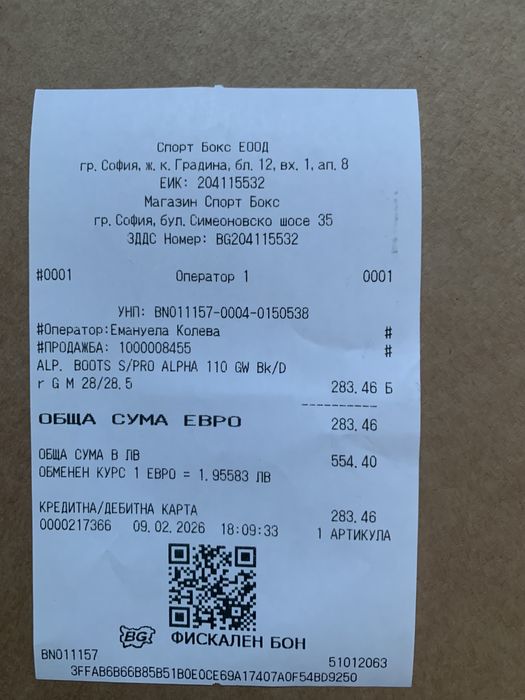 Спорт Бокс ЕООД
гр. София, ж. к. Градина, бл. 12, вх. 1, ап. 8
ЕИК: 204115532
Магазин Спорт Бокс
гр. София, бул. Симеоновско шосе 35
ЗДДС Номер: BG204115532
#0001 Оператор 1 0001
УНП: BN011157-0004-0150538
#Оператор:Емануела Колева #
#ПРОДАЖБА: 1000008455 #
ALP. BOOTS S/PRO ALPHA 110 GW Bk/D
r G M 28/28.5 283.46 Б
ОБЩА СУМА ЕВРО 283.46
ОБЩА СУМА В ЛВ 554.40
ОБМЕНЕН КУРС 1 ЕВРО = 1.95583 ЛВ
КРЕДИТНА/ДЕБИТНА КАРТА 283.46
0000217366 09.02.2026 18:09:33 1 АРТИКУЛА
BG
ФИСКАЛЕН БОН
BN011157 51012063
3FFAB6B66B85B51B0E0CE69A17407A0F54BD9250